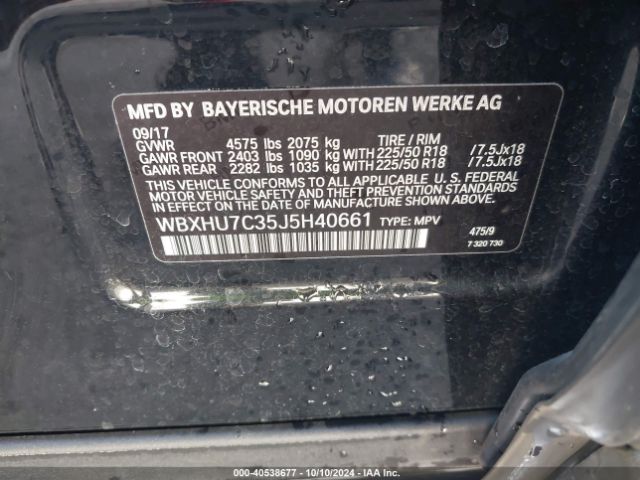 MFD BY BAYERISCHE MOTOREN WERKE AG
09/17
GVWR 4575 lbs 2075 kg TIRE / RIM
GAWR FRONT 2403 lbs 1090 kg WITH 225/50 R18 /7.5Jx18
GAWR REAR 2282 lbs 1035 kg WITH 225/50 R18 /7.5Jx18
THIS VEHICLE CONFORMS TO ALL APPLICABLE U. S. FEDERAL
MOTOR VEHICLE SAFETY AND THEFT PREVENTION STANDARDS
IN EFFECT ON THE DATE OF MANUFACTURE SHOWN ABOVE.
WBXHU7C35J5H40661 TYPE: MPV
475/9
7 320 730
000-40538677 - 10/10/2024 - IAA Inc.